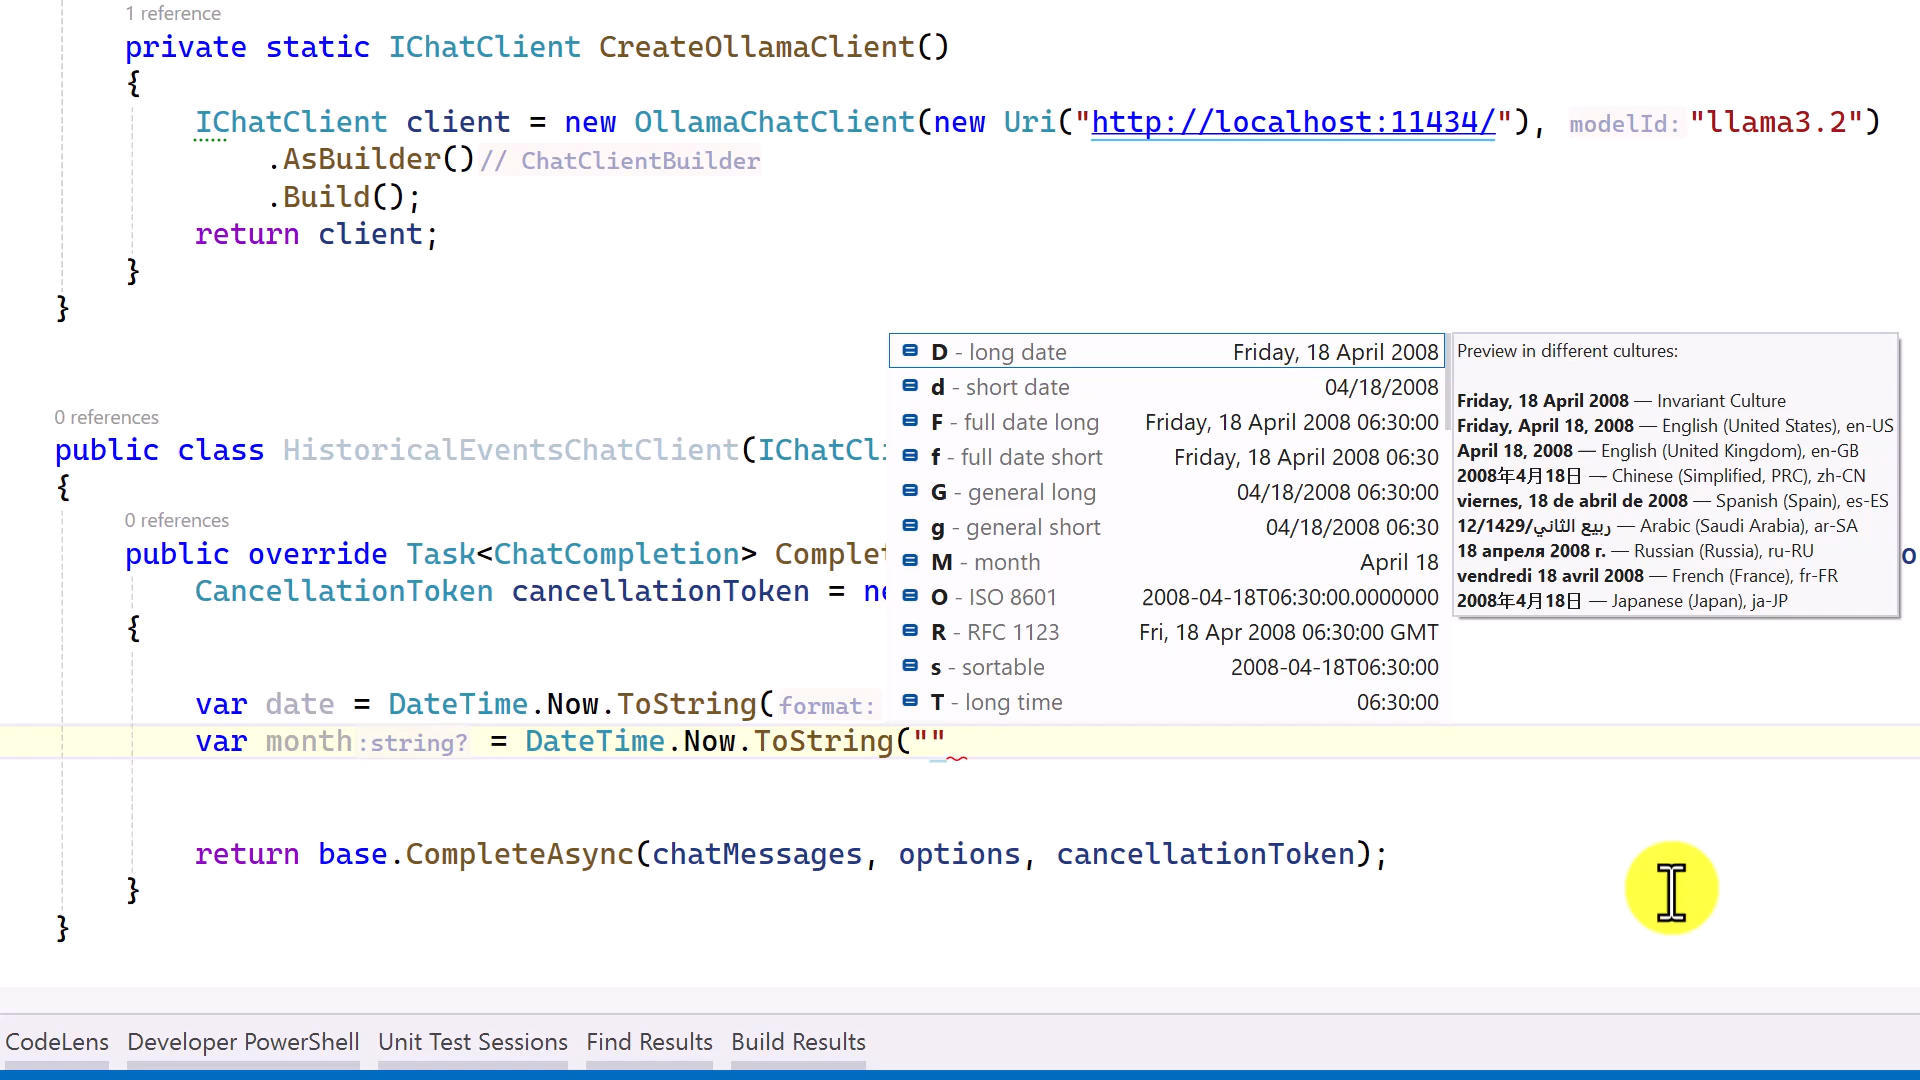 1 reference
private static IChatClient CreateOllamaClient()
{
IChatClient client = new OllamaChatClient(new Uri("http://localhost:11434/"), modelId: "llama3.2")
.AsBuilder() // ChatClientBuilder
.Build();
return client;
}
}
0 references
public class HistoricalEventsChatClient(IChatCli
{
0 references
public override Task<ChatCompletion> Complet
CancellationToken cancellationToken = ne
{
var date = DateTime.Now.ToString(format:
var month:string? = DateTime.Now.ToString(""
return base.CompleteAsync(chatMessages, options, cancellationToken);
}
}
D - long date Friday, 18 April 2008
d - short date 04/18/2008
F - full date long Friday, 18 April 2008 06:30:00
f - full date short Friday, 18 April 2008 06:30
G - general long 04/18/2008 06:30:00
g - general short 04/18/2008 06:30
M - month April 18
O - ISO 8601 2008-04-18T06:30:00.0000000
R - RFC 1123 Fri, 18 Apr 2008 06:30:00 GMT
s - sortable 2008-04-18T06:30:00
T - long time 06:30:00
Preview in different cultures:
Friday, 18 April 2008 — Invariant Culture
Friday, April 18, 2008 — English (United States), en-US
April 18, 2008 — English (United Kingdom), en-GB
2008年4月18日 — Chinese (Simplified, PRC), zh-CN
viernes, 18 de abril de 2008 — Spanish (Spain), es-ES
12/ربيع الثاني/1429 — Arabic (Saudi Arabia), ar-SA
18 апреля 2008 г. — Russian (Russia), ru-RU
vendredi 18 avril 2008 — French (France), fr-FR
2008年4月18日 — Japanese (Japan), ja-JP
o
CodeLens Developer PowerShell Unit Test Sessions Find Results Build Results